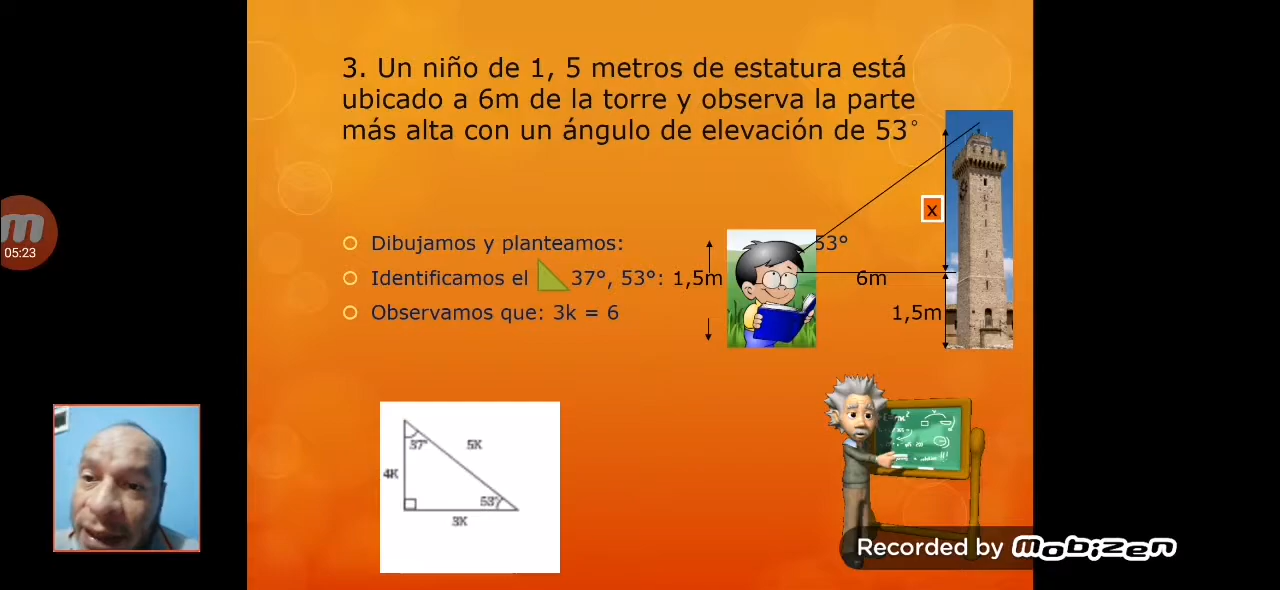 3. Un niño de 1, 5 metros de estatura está
ubicado a 6m de la torre y observa la parte
más alta con un ángulo de elevación de 53°
x
Dibujamos y planteamos:
53°
Identificamos el 37°, 53°:
1,5m
6m
Observamos que: 3k = 6
1,5m
05:23
37°
5K
4K
53°
3K
Recorded by mobizen